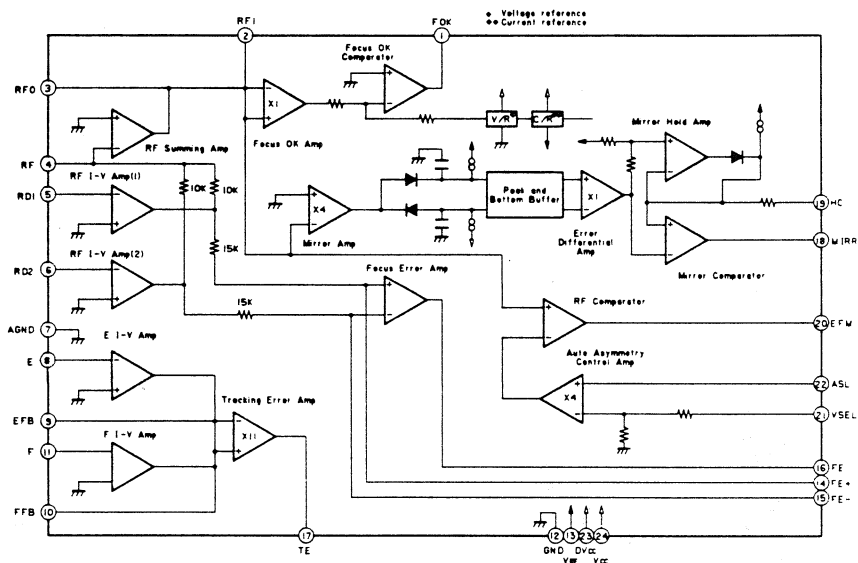 Voltage reference
Current reference
RFI
2
FOK
1
Focus OK
Comparator
RFO 3
X1
V/R
C/R
Mirror Hold Amp
RF Summing Amp
Focus OK Amp
RF 4
RF I-V Amp(1)
10K
10K
RD1 5
X4
Peak and
Bottom Buffer
X1
19 HC
15K
Mirror Amp
Error
Differential
Amp
18 MIRR
RF I-V Amp(2)
RD2 6
Focus Error Amp
Mirror Comparator
15K
RF Comparator
AGND 7
E I-V Amp
20 EFM
E 8
Auto Asymmetry
Control Amp
22 ASL
Tracking Error Amp
X4
EFB 9
21 VSEL
F I-V Amp
X11
F 11
16 FE
14 FE+
15 FE-
FFB 10
17
TE
12 13 23 24
GND DVCC
VCC